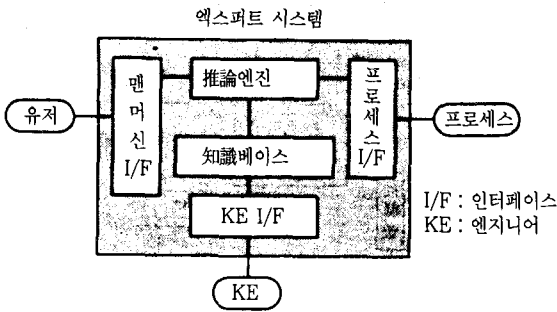 엑스퍼트 시스템
맨머신 I/F
推論엔진
프로세스 I/F
유저
프로세스
知識베이스
KE I/F
I/F : 인터페이스
KE : 엔지니어
KE